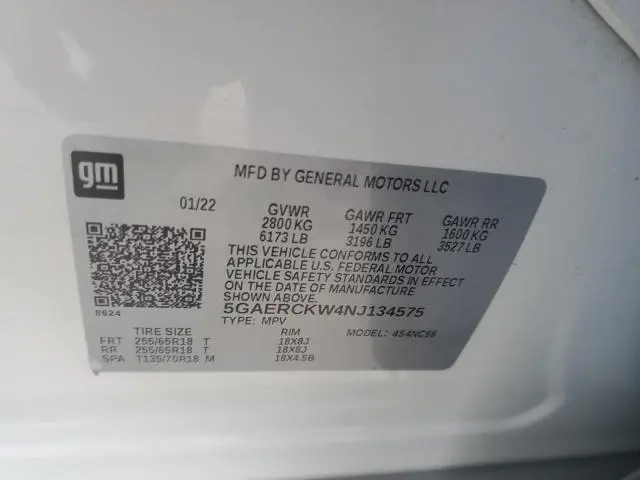 gm
MFD BY GENERAL MOTORS LLC
01/22
GVWR GAWR FRT GAWR RR
2800 KG 1450 KG 1600 KG
6173 LB 3196 LB 3527 LB
THIS VEHICLE CONFORMS TO ALL
APPLICABLE U.S. FEDERAL MOTOR
VEHICLE SAFETY STANDARDS IN EFFECT
ON THE DATE OF MANUFACTURE
SHOWN ABOVE.
8624
5GAERCKW4NJ134575
TYPE: MPV MODEL: 454NC56
TIRE SIZE RIM
FRT 255/65R18 T 18X8J
RR 255/65R18 T 18X8J
SPA T135/70R18 M 18X4.5B